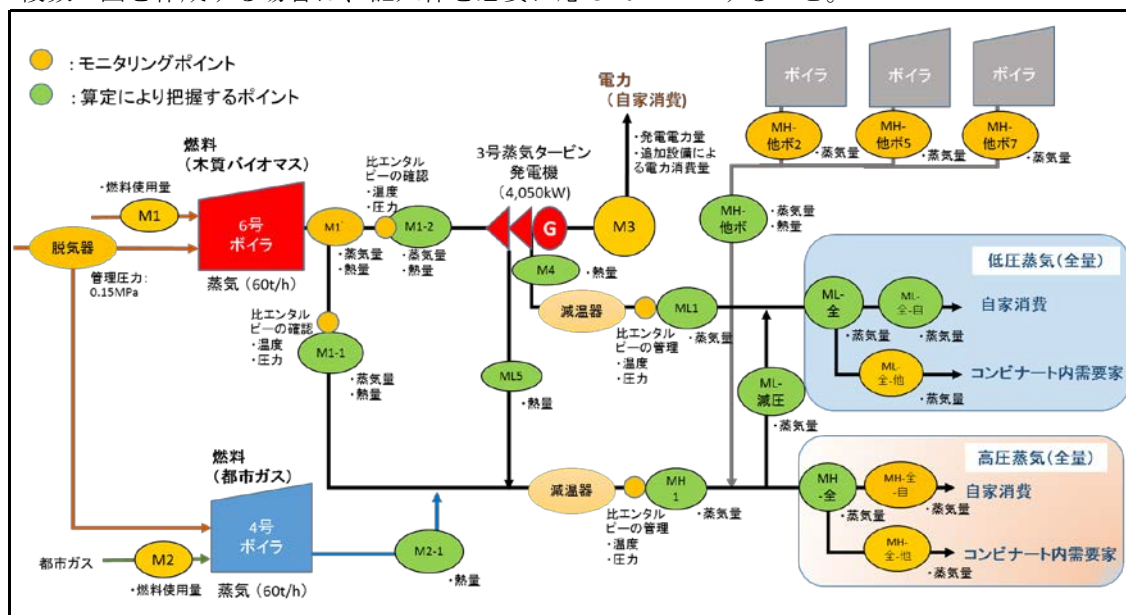 ：モニタリングポイント
：算定により把握するポイント
燃料
（木質バイオマス）
・燃料使用量
M1
脱気器
管理圧力：
0.15MPa
6号
ボイラ
蒸気（60t/h）
M1`
・蒸気量
・熱量
比エンタル
ピーの確認
・温度
・圧力
M1-2
・蒸気量
・熱量
比エンタル
ピーの確認
・温度
・圧力
M1-1
・蒸気量
・熱量
3号蒸気タービン
発電機
（4,050kW）
G
M3
電力
（自家消費）
・発電電力量
・追加設備によ
る電力消費量
M4
・熱量
減温器
比エンタル
ピーの管理
・温度
・圧力
ML1
・蒸気量
ML5
・熱量
ボイラ
ボイラ
ボイラ
MH-
他ボ2
・蒸気量
MH-
他ボ5
・蒸気量
MH-
他ボ7
・蒸気量
MH-
他ボ
・蒸気量
・熱量
低圧蒸気（全量）
ML-
全
・蒸気量
ML-
全-自
・蒸気量
自家消費
ML-
全-他
・蒸気量
コンビナート内需要家
ML-
減圧
・蒸気量
燃料
（都市ガス）
4号
ボイラ
蒸気（60t/h）
都市ガス
M2
・燃料使用量
M2-1
・熱量
減温器
比エンタル
ピーの管理
・温度
・圧力
MH
1
・蒸気量
高圧蒸気（全量）
MH
-全
・蒸気量
MH-全
-自
・蒸気量
自家消費
MH-
全-他
・蒸気量
コンビナート内需要家